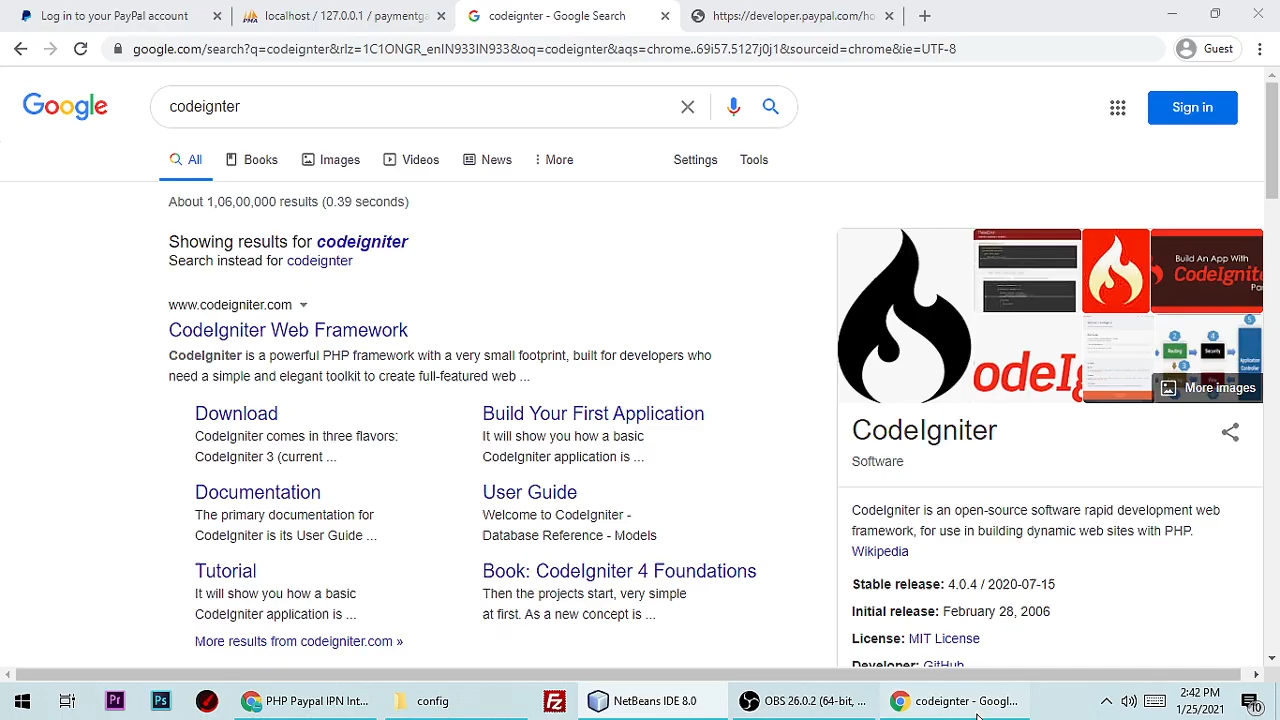 Log in to your PayPal account
localhost / 127.0.0.1 / paymentga
codeignter - Google Search
https://developer.paypal.com/ho
google.com/search?q=codeignter&rlz=1C1ONGR_enIN933IN933&oq=codeignter&aqs=chrome..69i57.5127j0j1&sourceid=chrome&ie=UTF-8
Guest
Google
codeignter
Sign in
All
Books
Images
Videos
News
More
Settings
Tools
About 1,06,00,000 results (0.39 seconds)
Showing results for codeigniter
Search instead for codeignter
www.codeigniter.com
CodeIgniter Web Framework
CodeIgniter is a powerful PHP framework with a very small footprint, built for developers who
need a simple and elegant toolkit to create full-featured web ...
Download
CodeIgniter comes in three flavors:
CodeIgniter 3 (current ...
Build Your First Application
It will show you how a basic
CodeIgniter application is ...
Documentation
The primary documentation for
CodeIgniter is its User Guide ...
User Guide
Welcome to CodeIgniter -
Database Reference - Models
Tutorial
It will show you how a basic
CodeIgniter application is ...
Book: CodeIgniter 4 Foundations
Then the projects start, very simple
at first. As a new concept is ...
More results from codeigniter.com »
Build An App With
CodeIgnit
odeIg
Routing
Security
Application
Controller
More images
CodeIgniter
Software
CodeIgniter is an open-source software rapid development web
framework, for use in building dynamic web sites with PHP.
Wikipedia
Stable release: 4.0.4 / 2020-07-15
Initial release: February 28, 2006
License: MIT License
Developer: GitHub
Pr
Ps
PHP Paypal IPN Int...
config
NetBeans IDE 8.0
OBS 26.0.2 (64-bit, ...
codeignter - Googl...
2:42 PM
1/25/2021
10